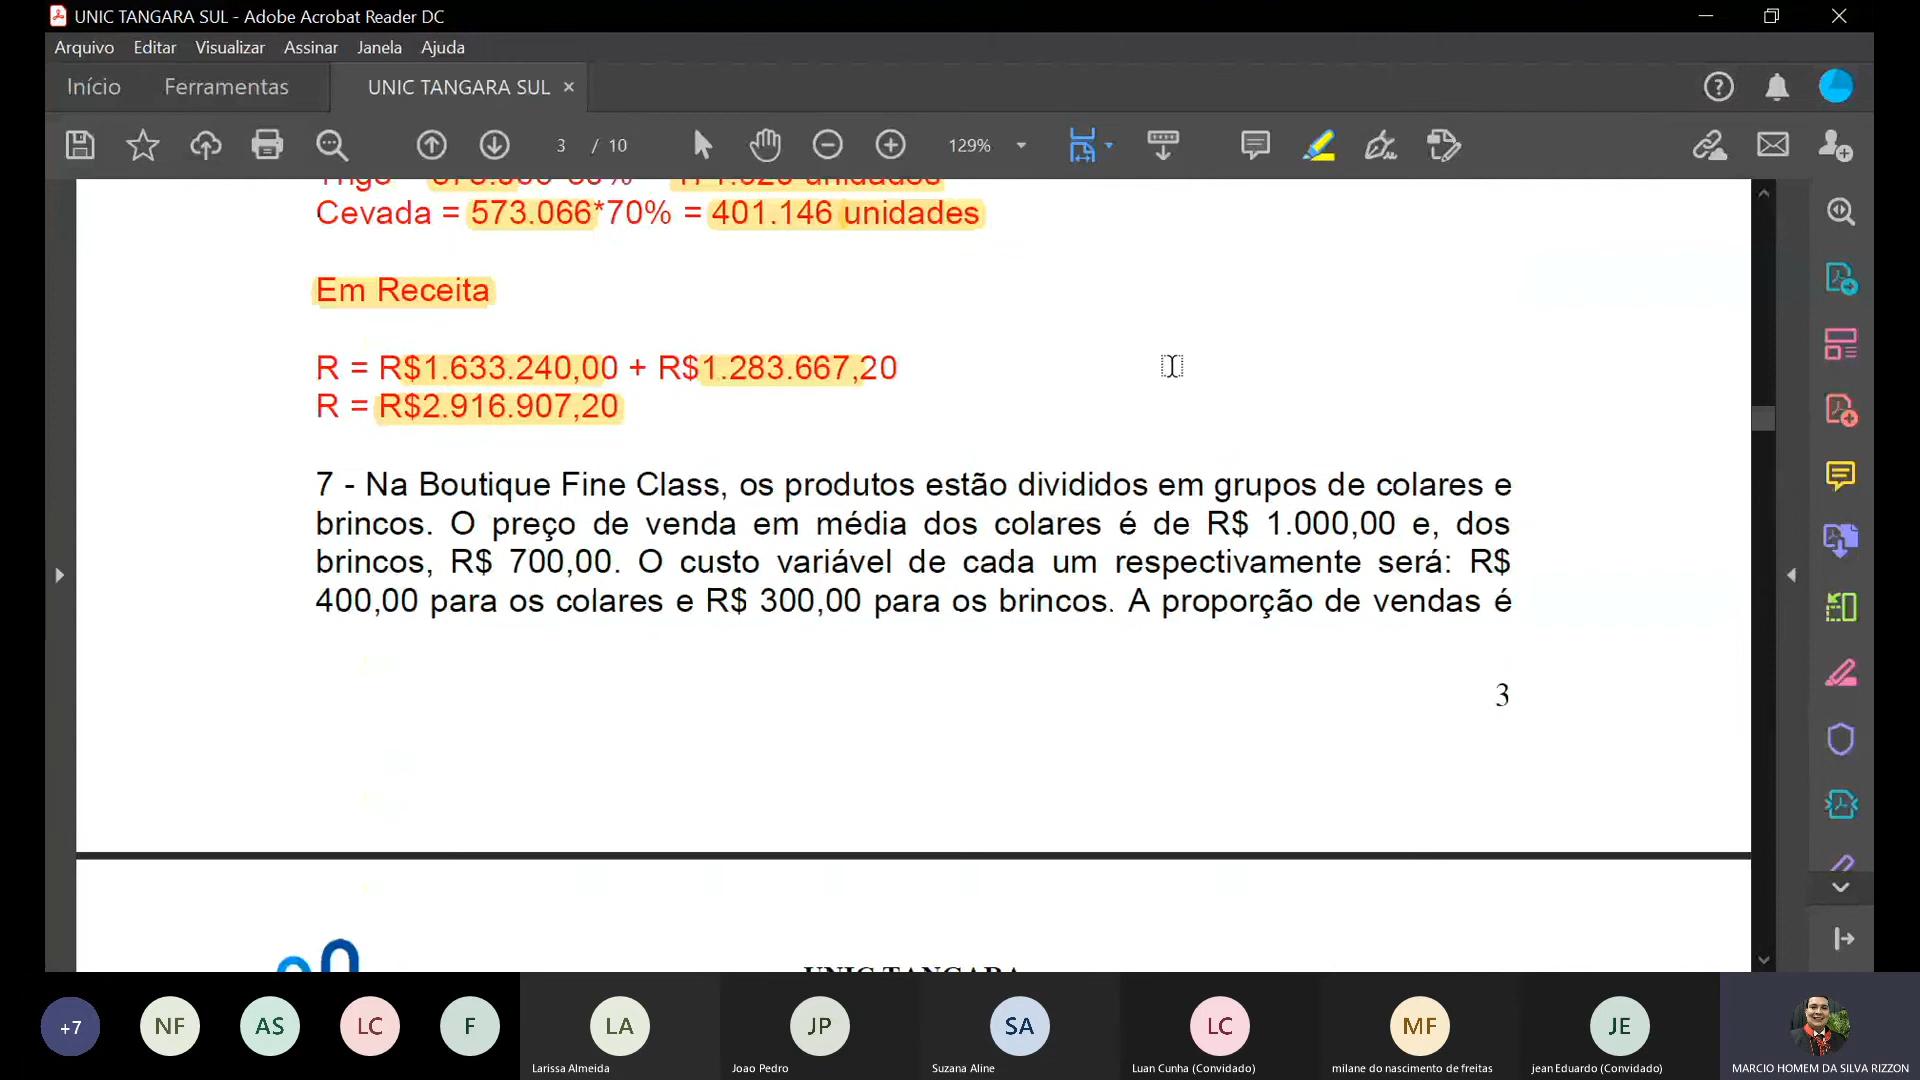 UNIC TANGARA SUL - Adobe Acrobat Reader DC
Arquivo Editar Visualizar Assinar Janela Ajuda
Início Ferramentas UNIC TANGARA SUL ×
3 / 10 129%
Cevada = 573.066*70% = 401.146 unidades
Em Receita
R = R$1.633.240,00 + R$1.283.667,20
R = R$2.916.907,20
7 - Na Boutique Fine Class, os produtos estão divididos em grupos de colares e
brincos. O preço de venda em média dos colares é de R$ 1.000,00 e, dos
brincos, R$ 700,00. O custo variável de cada um respectivamente será: R$
400,00 para os colares e R$ 300,00 para os brincos. A proporção de vendas é
3
UNIC TANGARA
+7 NF AS LC F LA JP SA LC MF JE
Larissa Almeida Joao Pedro Suzana Aline Luan Cunha (Convidado) milane do nascimento de freitas jean Eduardo (Convidado) MARCIO HOMEM DA SILVA RIZZON